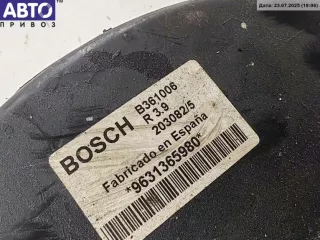 АВТО
ПРИВОЗ
Дата: 23.07.2025 (16:06)
BOSCH
B361006
R 3.9
203082/5
Fabricado en España
*9631365980*